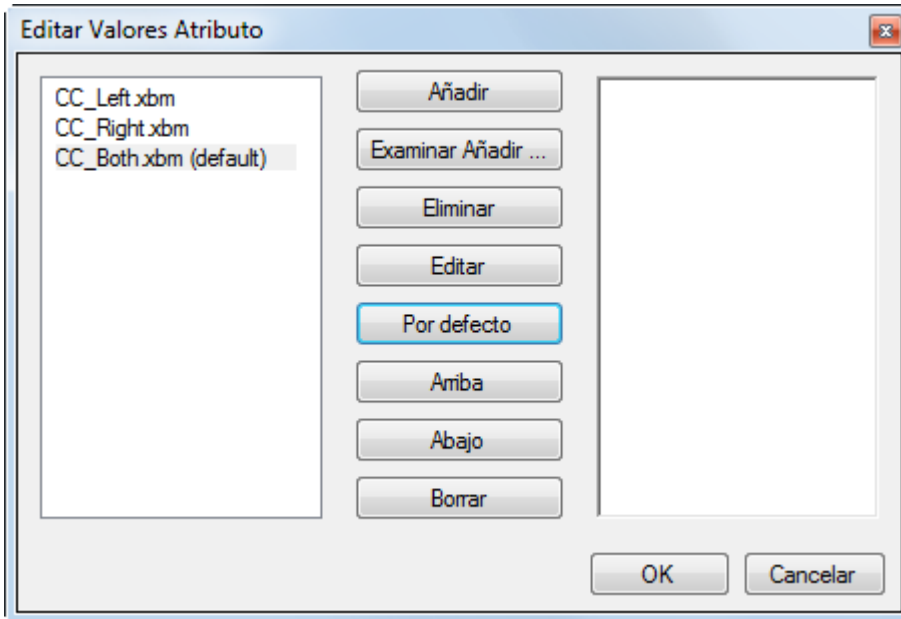 Editar Valores Atributo
CC_Left.xbm
CC_Right.xbm
CC_Both.xbm (default)
Añadir
Examinar Añadir ...
Eliminar
Editar
Por defecto
Arriba
Abajo
Borrar
OK
Cancelar